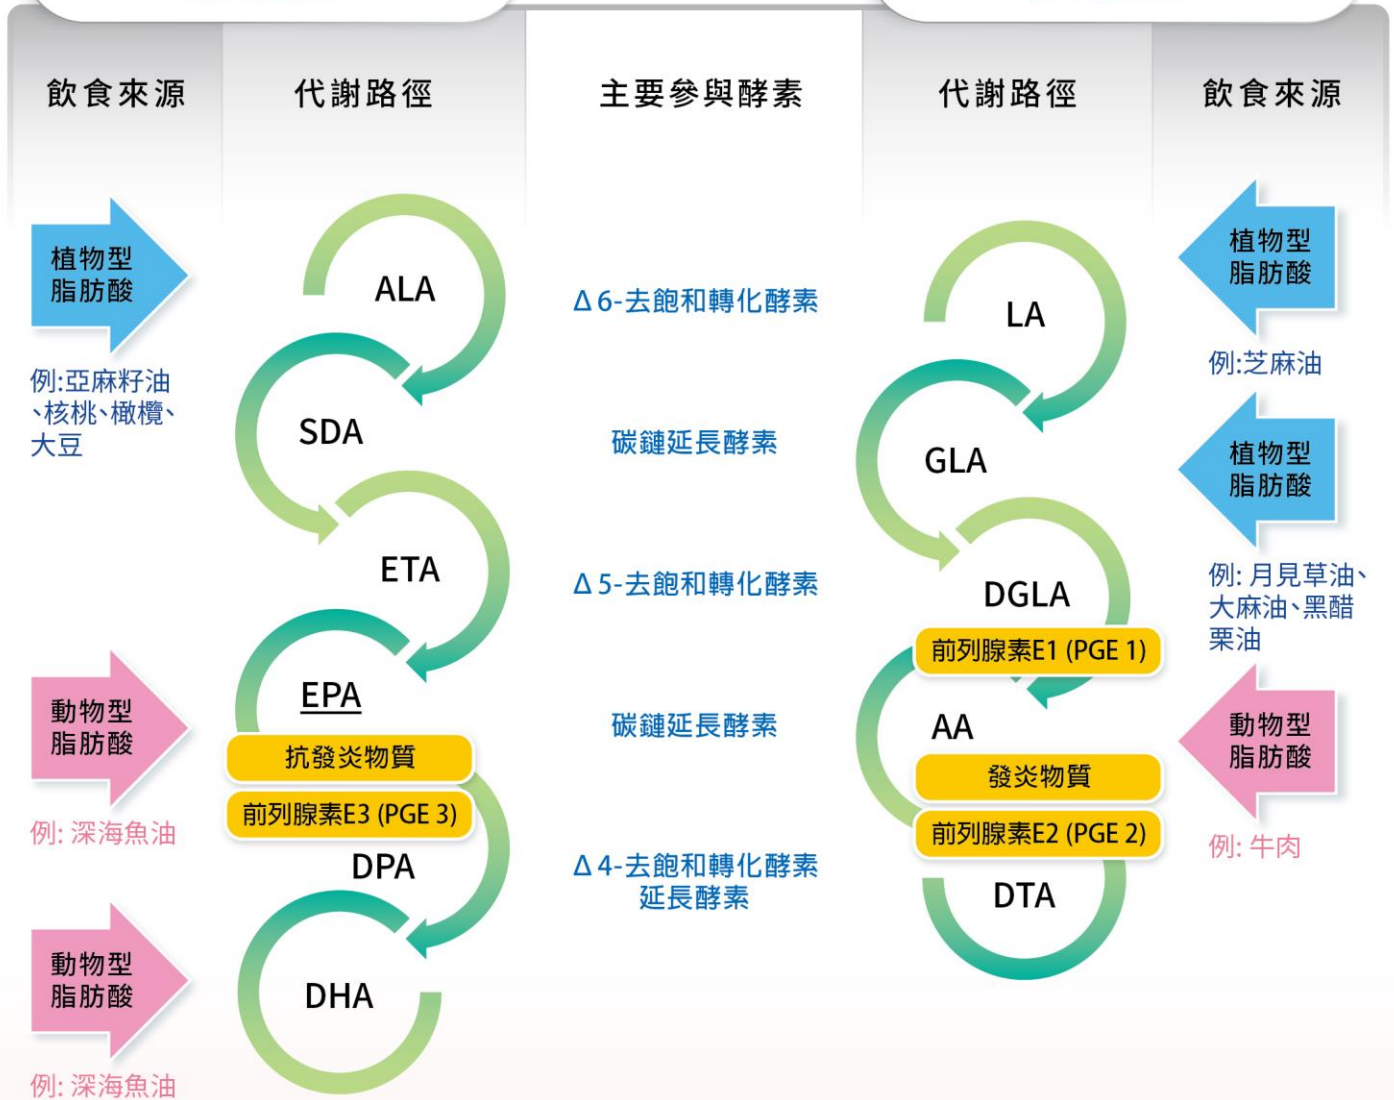 飲食來源
代謝路徑
主要參與酵素
代謝路徑
飲食來源
植物型
脂肪酸
例:亞麻籽油
、核桃、橄欖、
大豆
動物型
脂肪酸
例: 深海魚油
動物型
脂肪酸
例: 深海魚油
ALA
SDA
ETA
EPA
抗發炎物質
前列腺素E3 (PGE 3)
DPA
DHA
Δ6-去飽和轉化酵素
碳鏈延長酵素
Δ5-去飽和轉化酵素
碳鏈延長酵素
Δ4-去飽和轉化酵素
延長酵素
LA
GLA
DGLA
前列腺素E1 (PGE 1)
AA
發炎物質
前列腺素E2 (PGE 2)
DTA
植物型
脂肪酸
例:芝麻油
植物型
脂肪酸
例: 月見草油、
大麻油、黑醋
栗油
動物型
脂肪酸
例: 牛肉